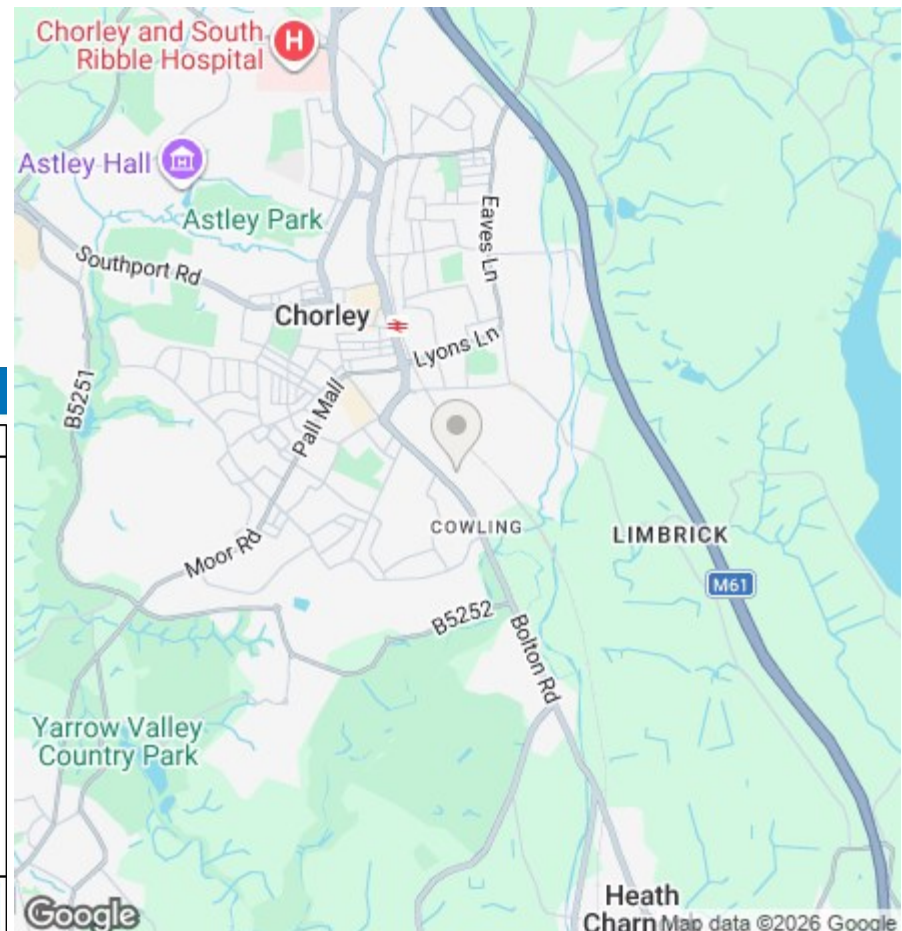 Chorley and South
Ribble Hospital
H
Astley Hall
Astley Park
Eaves Ln
Southport Rd
Chorley
Lyons Ln
B5251
Pall Mall
COWLING
LIMBRICK
Moor Rd
M61
B5252
Bolton Rd
Yarrow Valley
Country Park
Heath
Charn
Google
Map data ©2026 Google